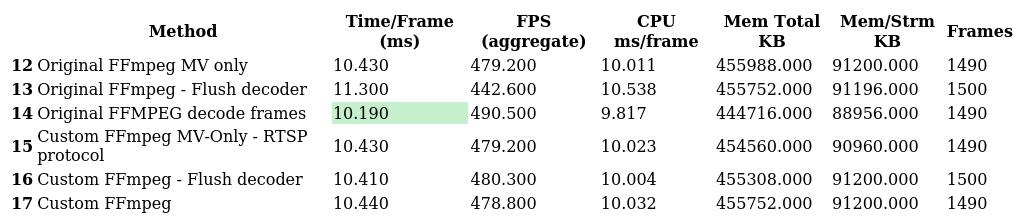 Method Time/Frame (ms) FPS (aggregate) CPU ms/frame Mem Total KB Mem/Strm KB Frames
12 Original FFmpeg MV only 10.430 479.200 10.011 455988.000 91200.000 1490
13 Original FFmpeg - Flush decoder 11.300 442.600 10.538 455752.000 91196.000 1500
14 Original FFMPEG decode frames 10.190 490.500 9.817 444716.000 88956.000 1490
15 Custom FFmpeg MV-Only - RTSP protocol 10.430 479.200 10.023 454560.000 90960.000 1490
16 Custom FFmpeg - Flush decoder 10.410 480.300 10.004 455308.000 91200.000 1500
17 Custom FFmpeg 10.440 478.800 10.032 455752.000 91200.000 1490